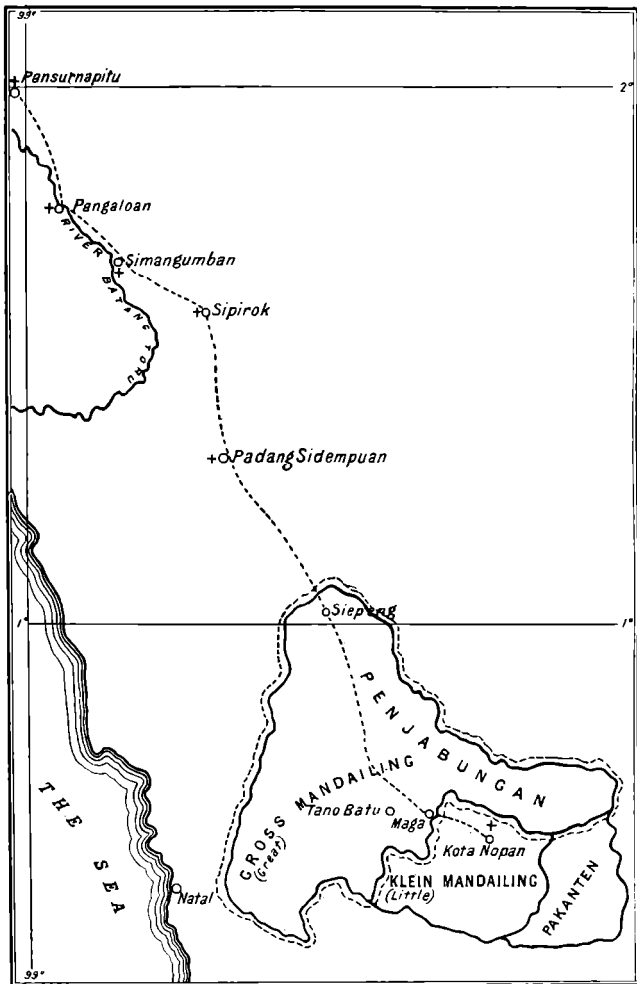 99°
Pansurnapitu
2°
Pangaloan
RIVER BATANG TORU
Simangumban
Sipirok
Padang Sidempuan
Siepeng
1°
PENJABUNGAN
GROSS MANDAILING
(Great)
Tano Batu
Maga
Kota Nopan
KLEIN MANDAILING
(Little)
PAKANTEN
THE SEA
Natal
99°